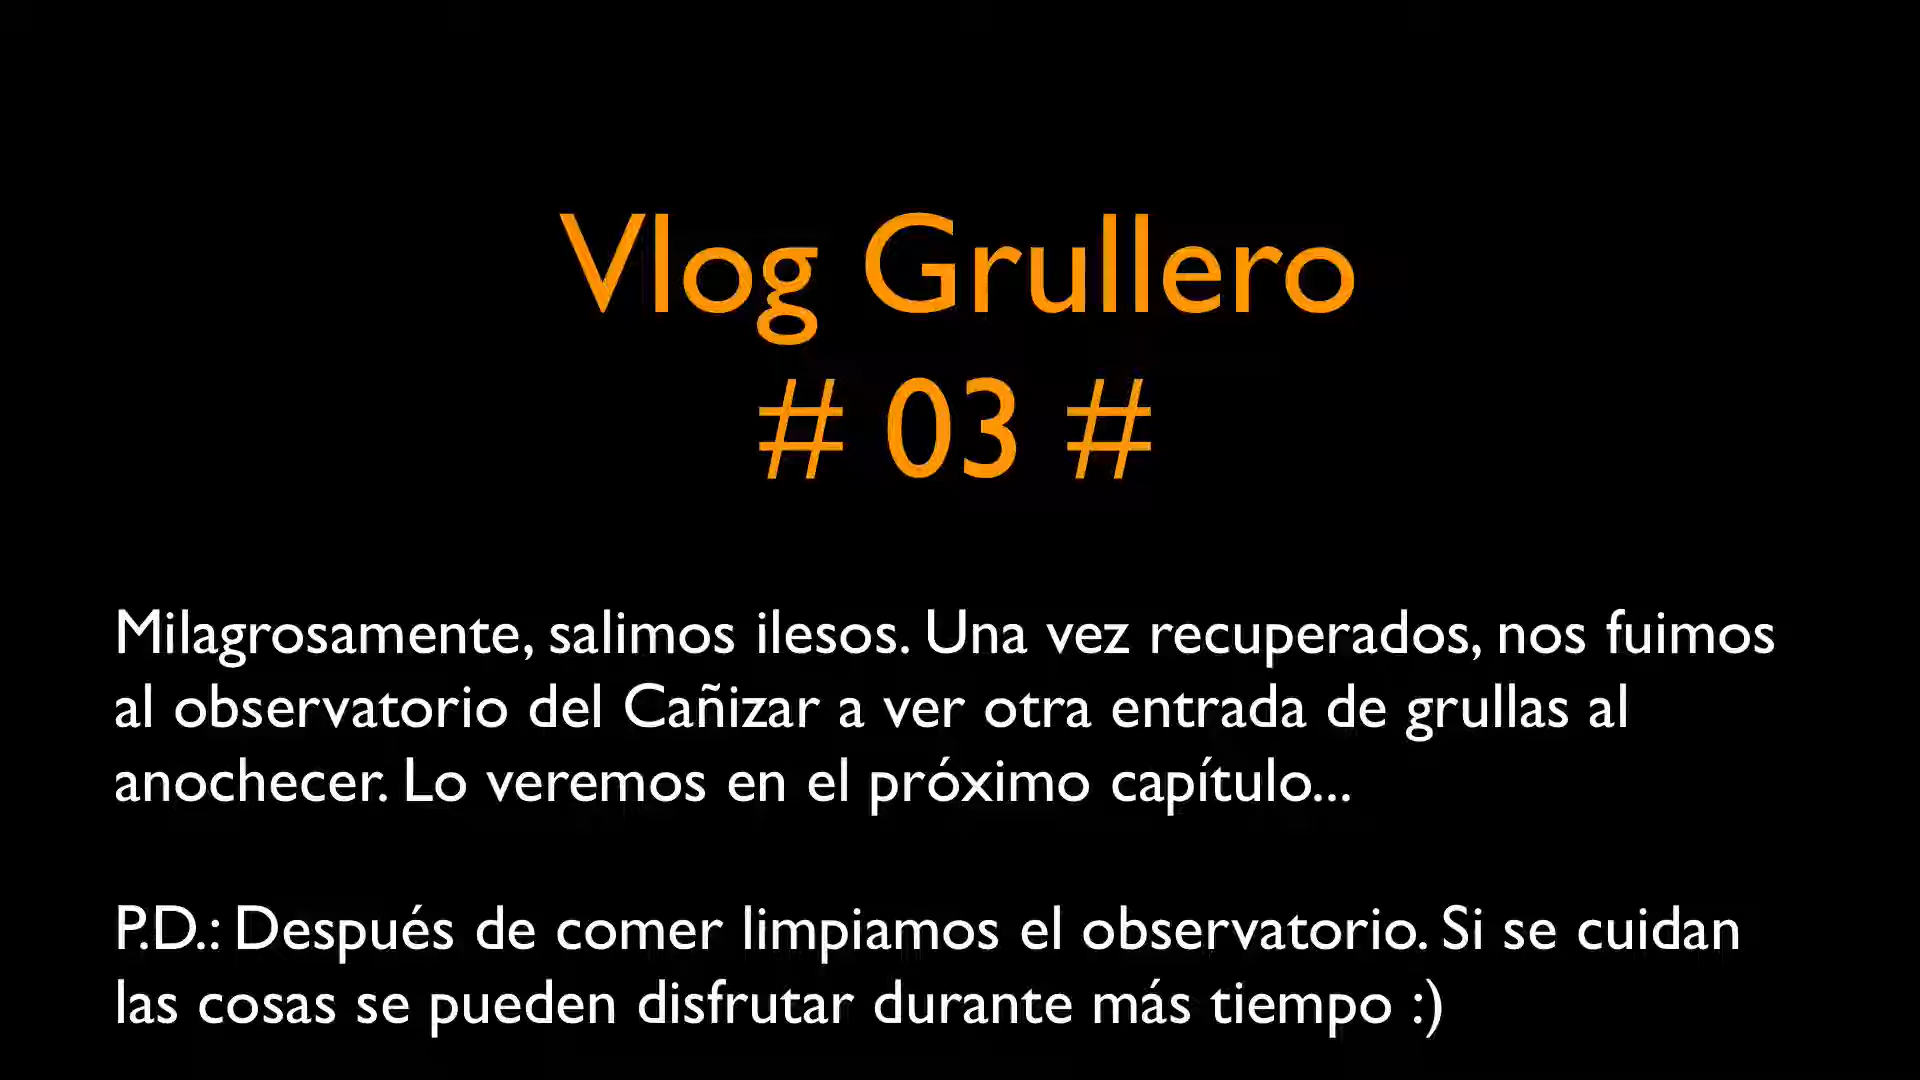 Vlog Grullero
# 03 #
Milagrosamente, salimos ilesos. Una vez recuperados, nos fuimos
al observatorio del Cañizar a ver otra entrada de grullas al
anochecer. Lo veremos en el próximo capítulo...
P.D.: Después de comer limpiamos el observatorio. Si se cuidan
las cosas se pueden disfrutar durante más tiempo :)